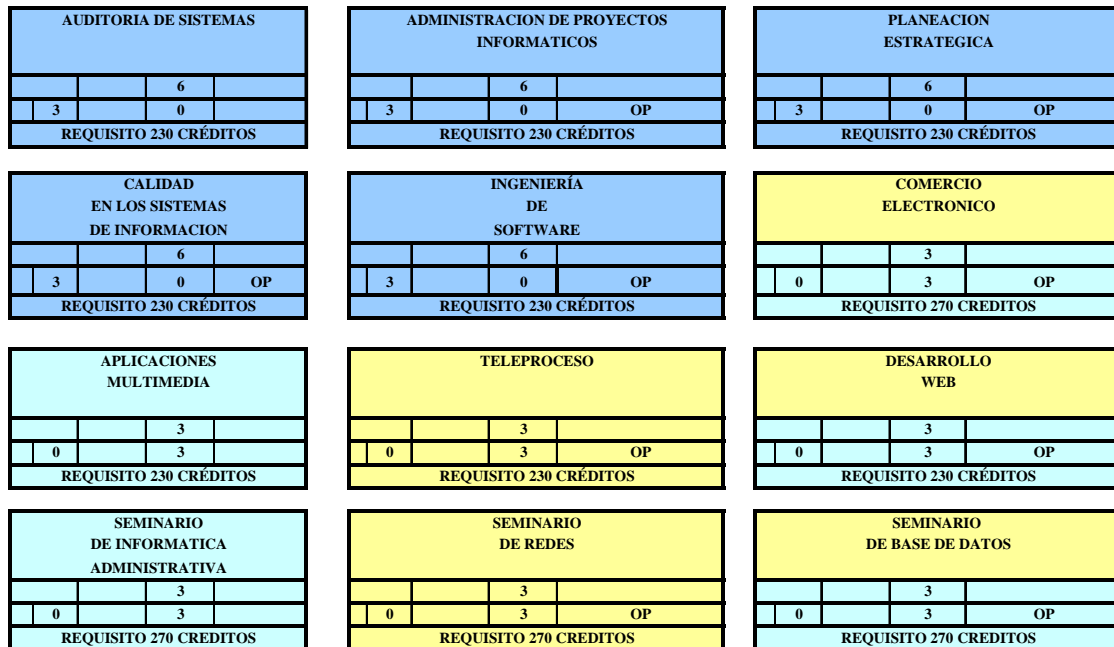 AUDITORIA DE SISTEMAS
6
3 0
REQUISITO 230 CRÉDITOS
ADMINISTRACION DE PROYECTOS
INFORMATICOS
6
3 0 OP
REQUISITO 230 CRÉDITOS
PLANEACION
ESTRATEGICA
6
3 0 OP
REQUISITO 230 CRÉDITOS
CALIDAD
EN LOS SISTEMAS
DE INFORMACION
6
3 0 OP
REQUISITO 230 CRÉDITOS
INGENIERÍA
DE
SOFTWARE
6
3 0 OP
REQUISITO 230 CRÉDITOS
COMERCIO
ELECTRONICO
3
0 3 OP
REQUISITO 270 CREDITOS
APLICACIONES
MULTIMEDIA
3
0 3
REQUISITO 230 CRÉDITOS
TELEPROCESO
3
0 3 OP
REQUISITO 230 CRÉDITOS
DESARROLLO
WEB
3
0 3 OP
REQUISITO 230 CRÉDITOS
SEMINARIO
DE INFORMATICA
ADMINISTRATIVA
3
0 3
REQUISITO 270 CREDITOS
SEMINARIO
DE REDES
3
0 3 OP
REQUISITO 270 CREDITOS
SEMINARIO
DE BASE DE DATOS
3
0 3 OP
REQUISITO 270 CREDITOS